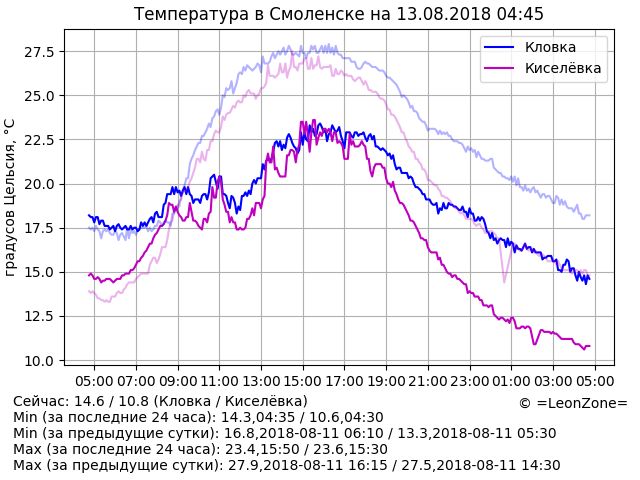 Температура в Смоленске на 13.08.2018 04:45
Кловка
Киселёвка
градусов Цельсия, °C
27.5
25.0
22.5
20.0
17.5
15.0
12.5
10.0
05:00 07:00 09:00 11:00 13:00 15:00 17:00 19:00 21:00 23:00 01:00 03:00 05:00
Сейчас: 14.6 / 10.8 (Кловка / Киселёвка)
© =LeonZone=
Min (за последние 24 часа): 14.3,04:35 / 10.6,04:30
Min (за предыдущие сутки): 16.8,2018-08-11 06:10 / 13.3,2018-08-11 05:30
Max (за последние 24 часа): 23.4,15:50 / 23.6,15:30
Max (за предыдущие сутки): 27.9,2018-08-11 16:15 / 27.5,2018-08-11 14:30